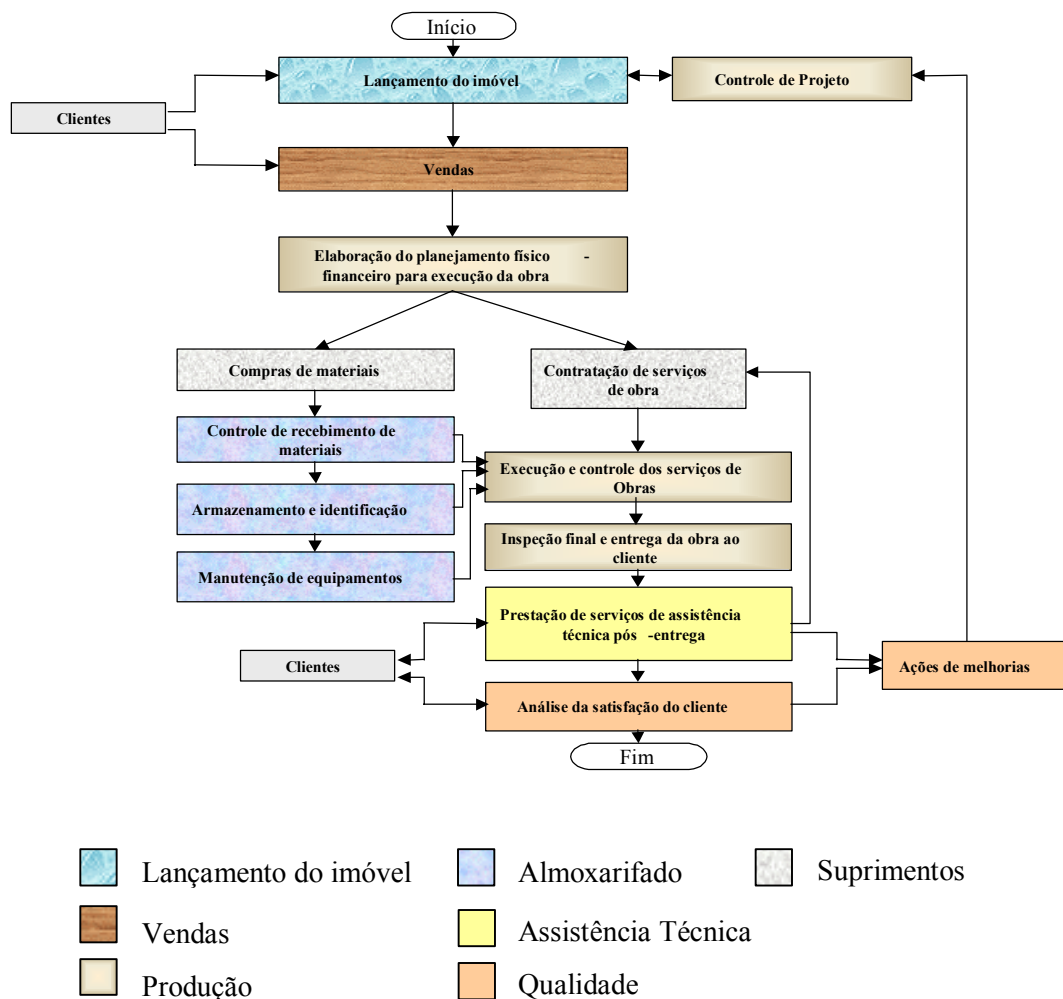 Início
Lançamento do imóvel
Controle de Projeto
Clientes
Vendas
Elaboração do planejamento físico -
financeiro para execução da obra
Compras de materiais
Contratação de serviços
de obra
Controle de recebimento de
materiais
Execução e controle dos serviços de
Obras
Armazenamento e identificação
Inspeção final e entrega da obra ao
cliente
Manutenção de equipamentos
Prestação de serviços de assistência
técnica pós -entrega
Clientes
Ações de melhorias
Análise da satisfação do cliente
Fim
Lançamento do imóvel
Almoxarifado
Suprimentos
Vendas
Assistência Técnica
Produção
Qualidade